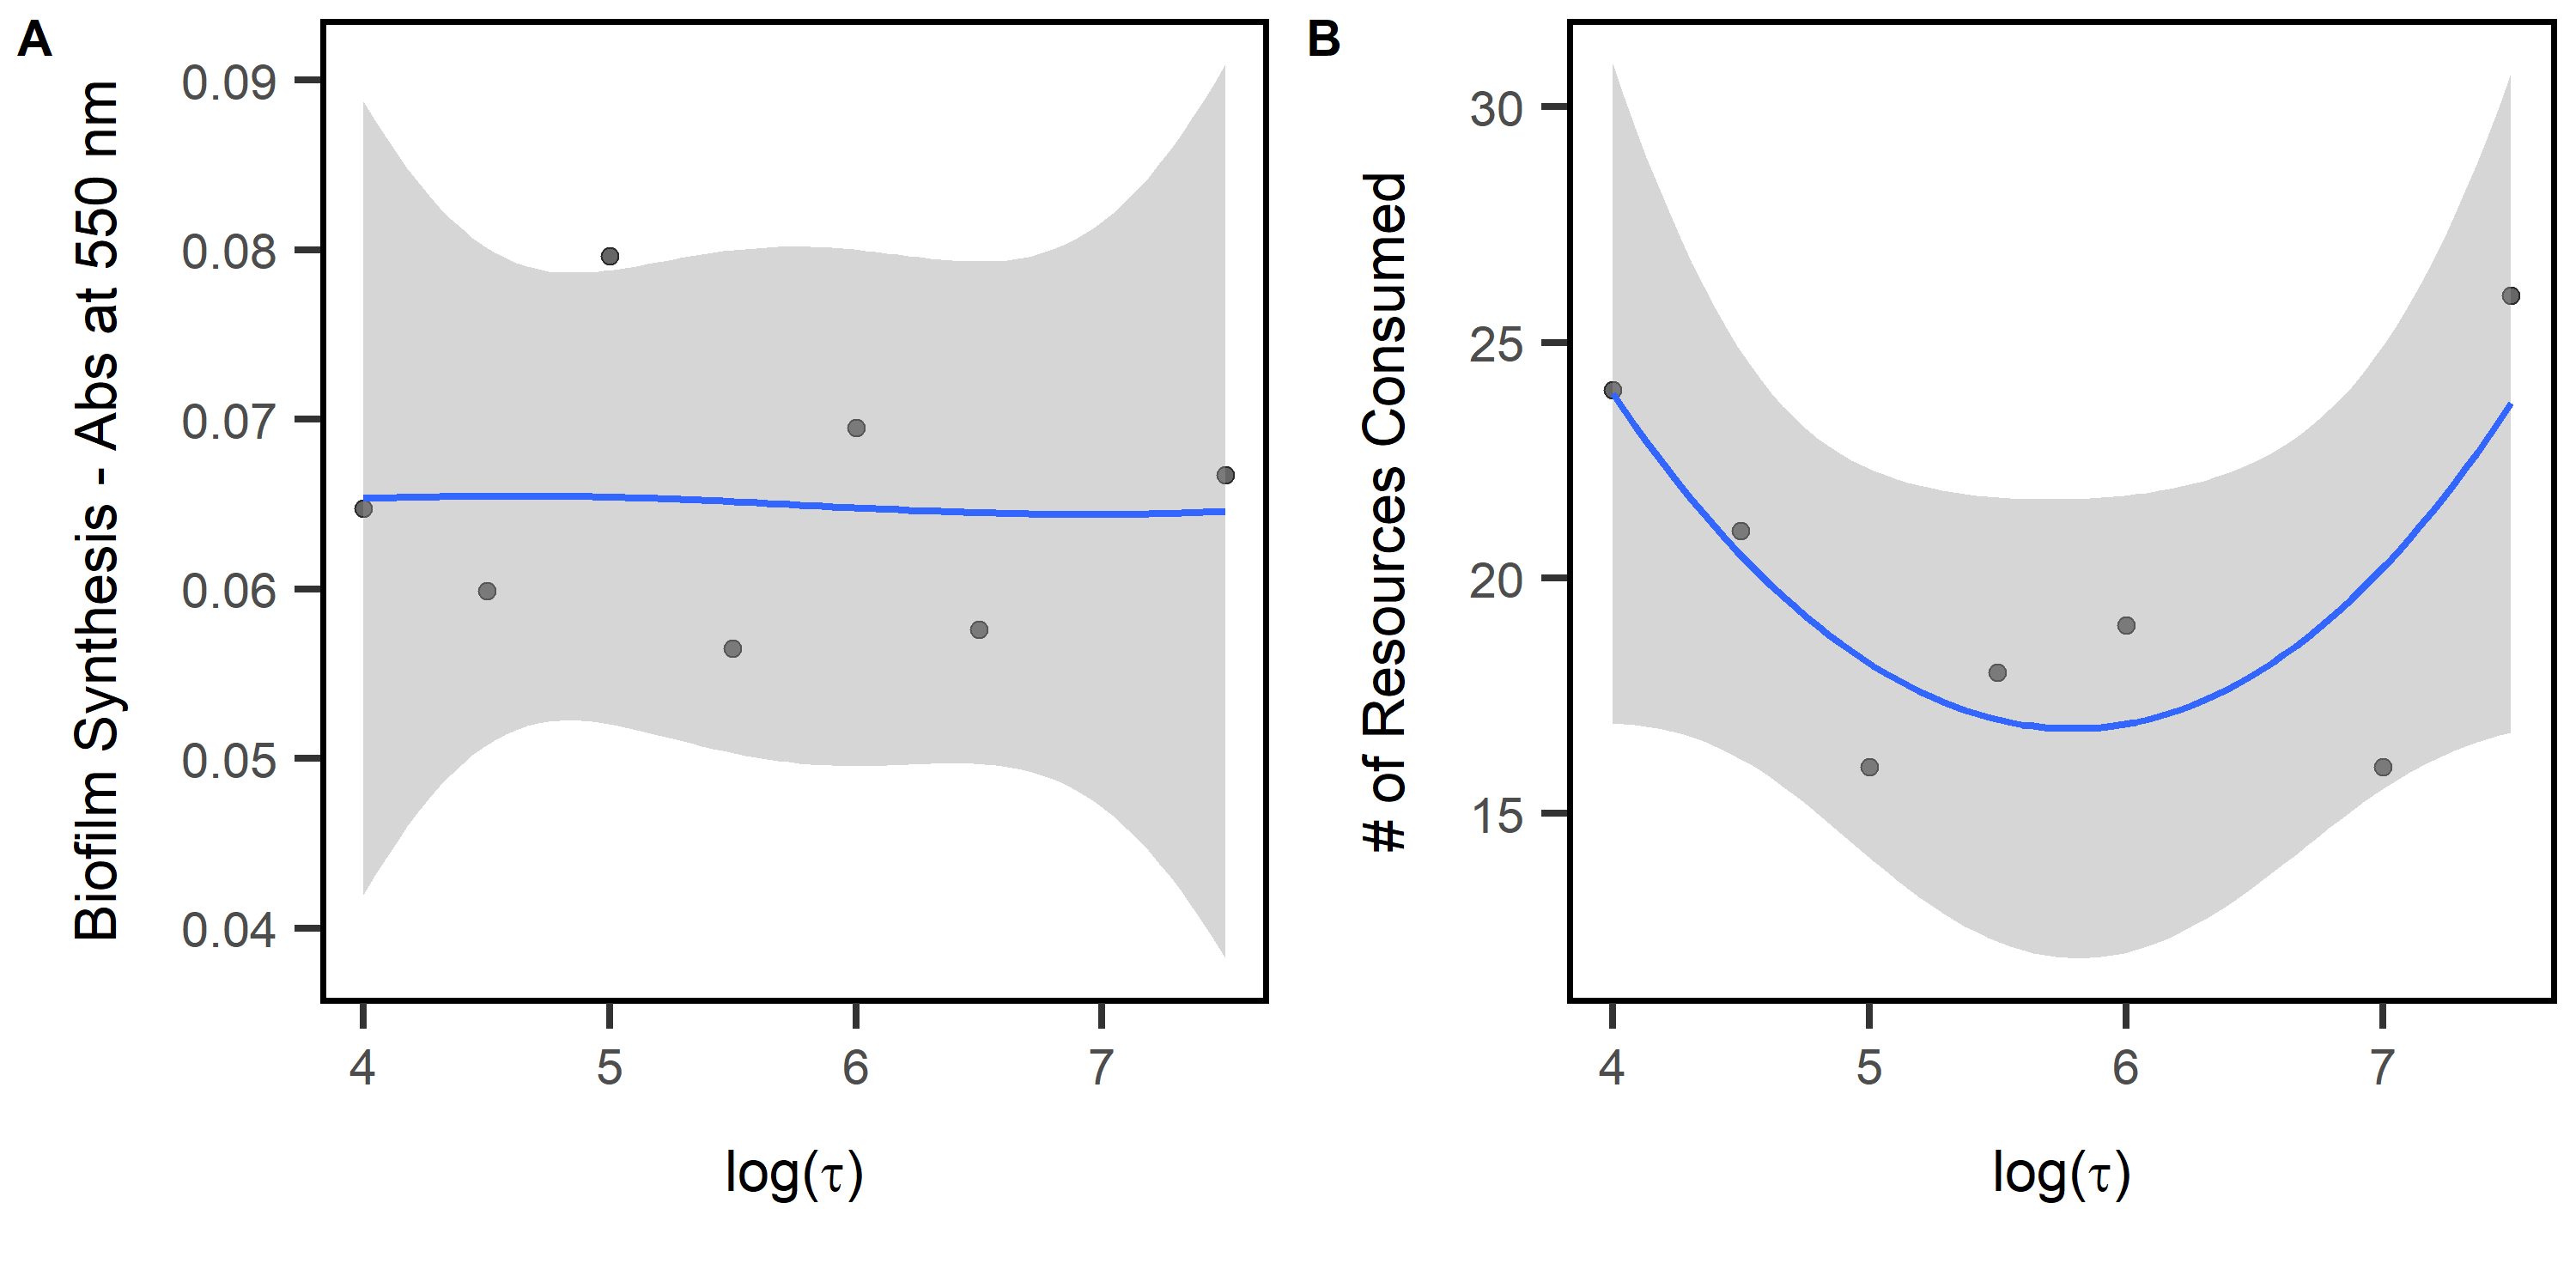 A
Biofilm Synthesis - Abs at 550 nm
0.09
0.08
0.07
0.06
0.05
0.04
4 5 6 7
log(τ)
B
# of Resources Consumed
30
25
20
15
4 5 6 7
log(τ)